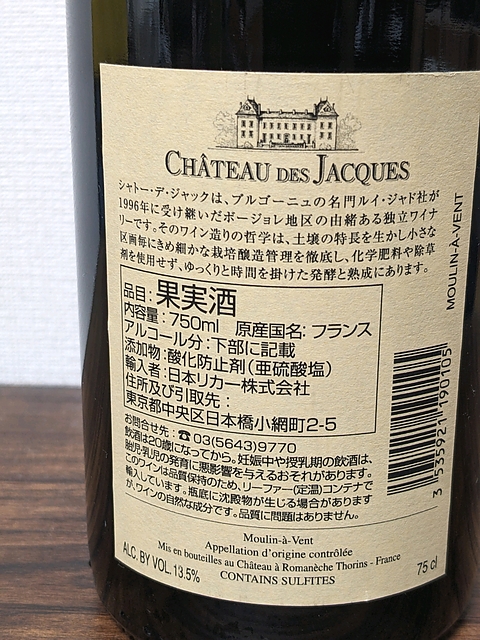 CHÂTEAU DES JACQUES
シャトー・デ・ジャックは、ブルゴーニュの名門ルイ・ジャド社が
1996年に受け継いだボージョレ地区の由緒ある独立ワイナ
リーです。そのワイン造りの哲学は、土壌の特長を生かし小さな
区画毎にきめ細かな栽培醸造管理を徹底し、化学肥料や除草
剤を使用せず、ゆっくりと時間を掛けた発酵と熟成にあります。
品目：果実酒
内容量：750ml 原産国名：フランス
アルコール分：下部に記載
添加物：酸化防止剤（亜硫酸塩）
輸入者：日本リカー株式会社
住所及び引取先：
東京都中央区日本橋小網町2-5
お問合せ先：☎03(5643)9770
飲酒は20歳になってから。妊娠中や授乳期の飲酒は、
胎児・乳児の発育に悪影響を与えるおそれがあります。
このワインは品質保持のため、リーファー(定温)コンテナで
輸入しています。瓶底に沈殿物が生じる場合があります
が、ワインの自然な成分です。品質に問題はありません。
MOULIN-À-VENT
3 535921 190105
Moulin-à-Vent
Appellation d'origine contrôlée
Mis en bouteilles au Château à Romanèche Thorins - France
ALC. BY VOL. 13.5%
CONTAINS SULFITES
75 cl